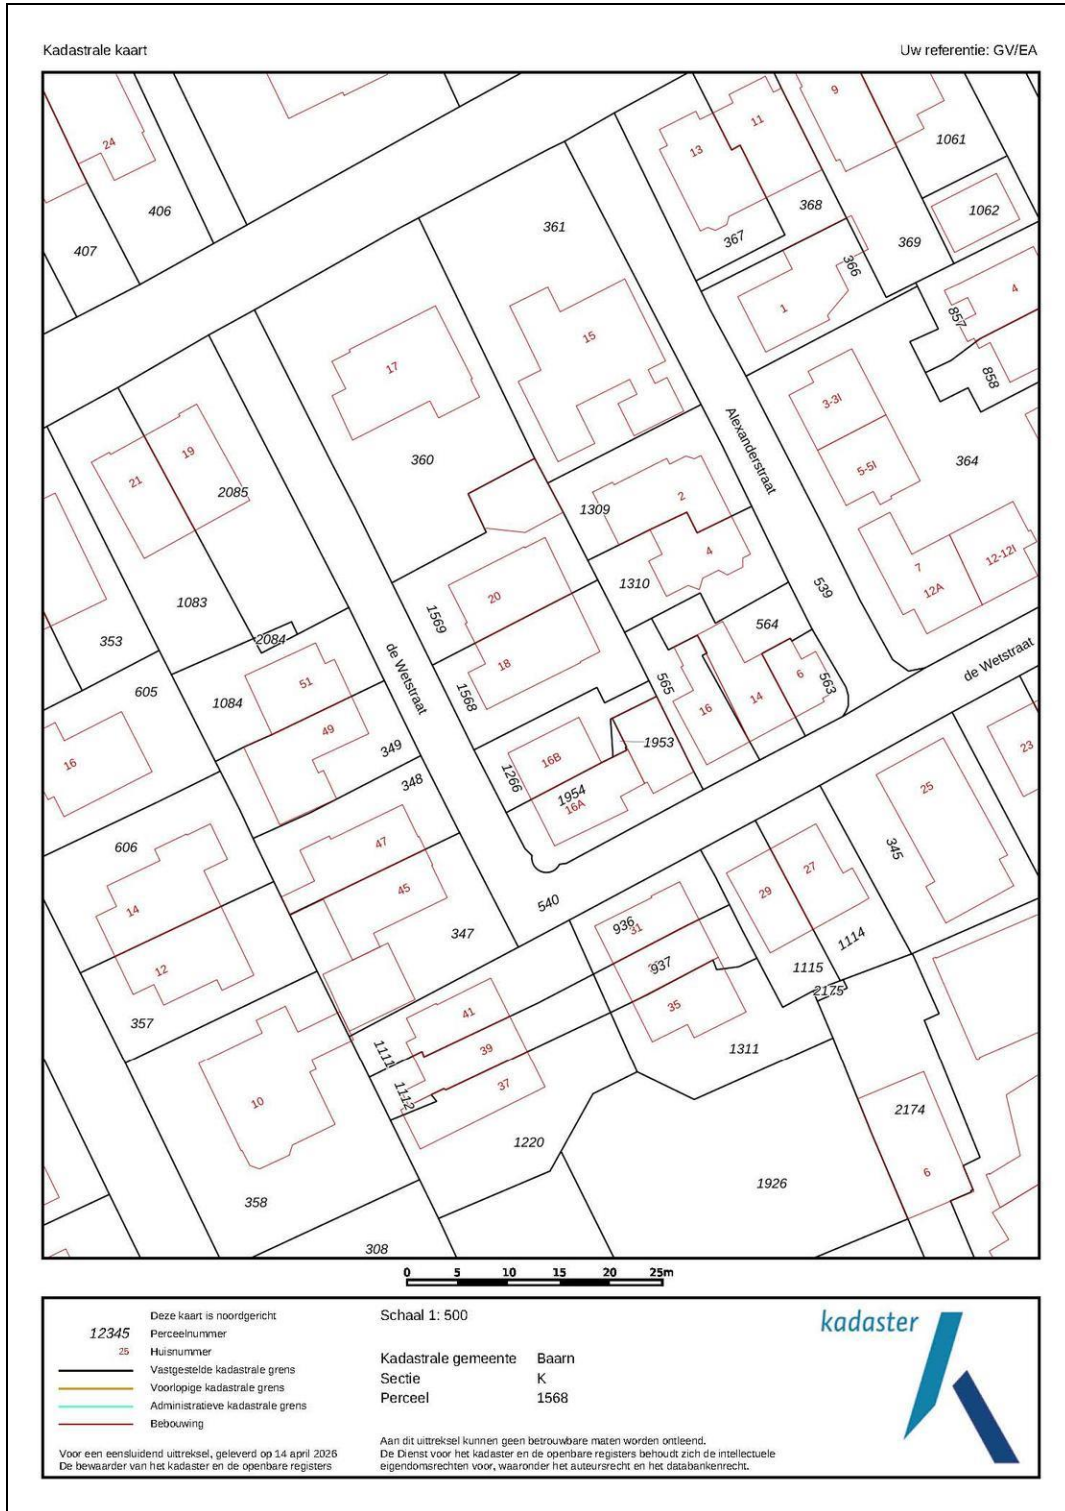 Kadastrale kaart
Uw referentie: GV/EA
24
406
407
13
11
9
1061
1062
368
367
369
366
361
1
4
857
858
15
17
3-3I
5-5I
364
Alexanderstraat
360
21
19
2085
1309
2
1310
4
7
12A
12-12I
539
1083
353
2084
20
1569
18
1568
564
565
563
6
14
16
de Wetstraat
de Wetstraat
605
1084
51
49
349
348
16
1953
16B
1266
1954
16A
23
25
345
606
47
45
347
540
14
12
357
936
31
937
35
29
27
1114
1115
2175
1311
41
39
37
1111
1112
10
1220
2174
6
1926
358
308
0 5 10 15 20 25m
Deze kaart is noordgericht
12345 Perceelnummer
25 Huisnummer
Vastgestelde kadastrale grens
Voorlopige kadastrale grens
Administratieve kadastrale grens
Bebouwing
Voor een eensluidend uittreksel, geleverd op 14 april 2026
De bewaarder van het kadaster en de openbare registers
Schaal 1: 500
Kadastrale gemeente Baarn
Sectie K
Perceel 1568
Aan dit uittreksel kunnen geen betrouwbare maten worden ontleend.
De Dienst voor het kadaster en de openbare registers behoudt zich de intellectuele
eigendomsrechten voor, waaronder het auteursrecht en het databankenrecht.
kadaster